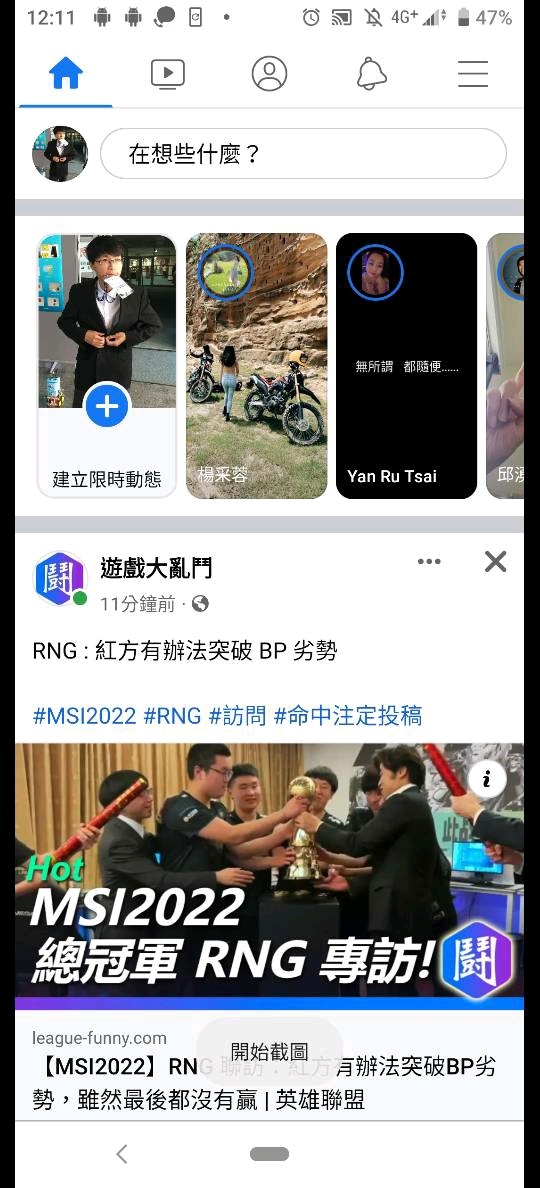 12:11
4G+
47%
在想些什麼？
無所謂 都隨便......
建立限時動態
楊采蓉
Yan Ru Tsai
邱湧
鬪
遊戲大亂鬥
11分鐘前
RNG : 紅方有辦法突破 BP 劣勢
#MSI2022 #RNG #訪問 #命中注定投稿
Hot
MSI2022
總冠軍 RNG 專訪!
鬪
league-funny.com
開始截圖
【MSI2022】RNG 聯訪：紅方有辦法突破BP劣
勢，雖然最後都沒有贏 | 英雄聯盟